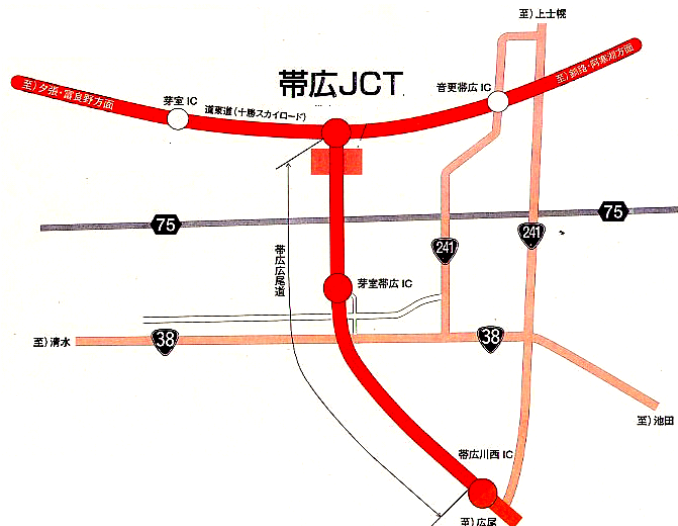 至)上士幌
帯広JCT
至)釧路・阿寒湖方面
音更帯広 IC
至)夕張・富良野方面
芽室 IC
道東道(十勝スカイロード)
75
75
241
241
帯広広尾道
芽室帯広 IC
至)清水
38
38
至)池田
帯広川西 IC
至)広尾